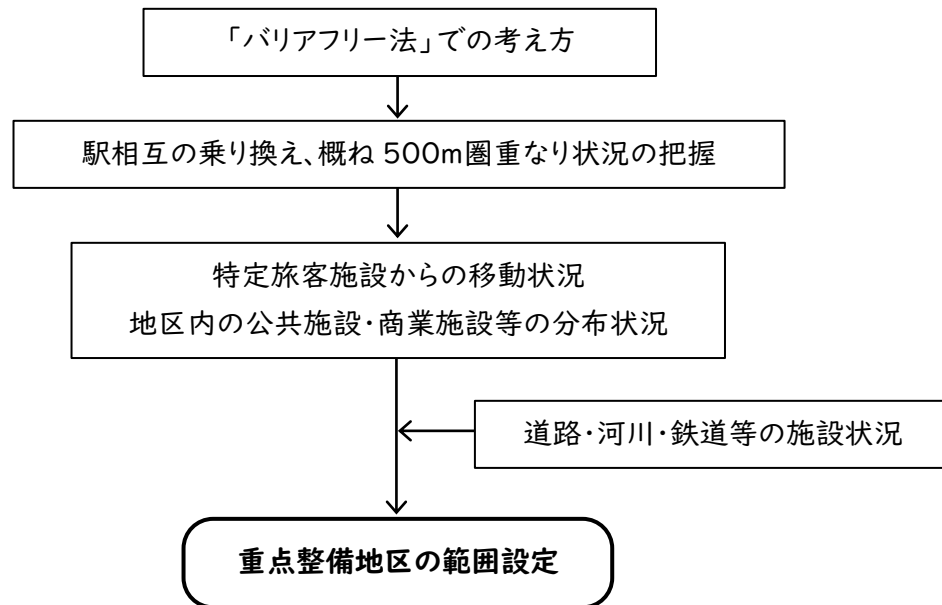 「バリアフリー法」での考え方
駅相互の乗り換え、概ね500m圏重なり状況の把握
特定旅客施設からの移動状況
地区内の公共施設・商業施設等の分布状況
道路・河川・鉄道等の施設状況
重点整備地区の範囲設定